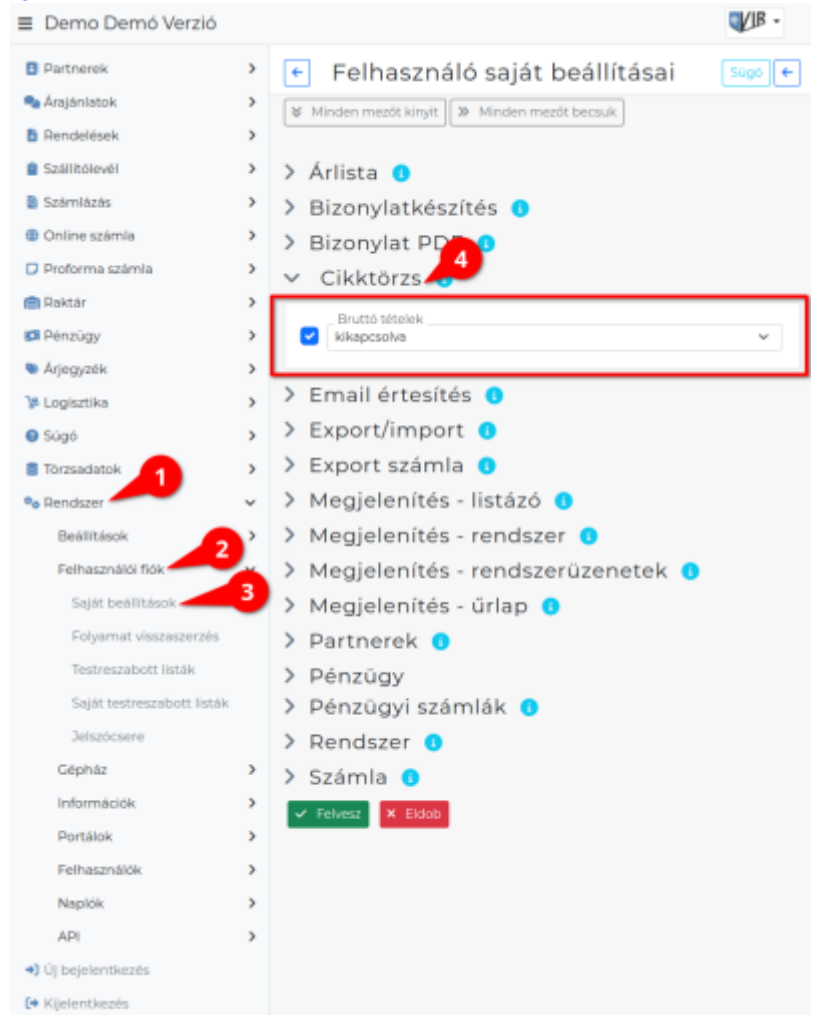 Demo Demó Verzió
VIB
Partnerek
Árajánlatok
Rendelések
Szállítólevél
Számlázás
Online számla
Proforma számla
Raktár
Pénzügy
Árjegyzék
Logisztika
Súgó
Törzsadatok
1
Rendszer
Beállítások
2
Felhasználói fiók
Saját beállítások
3
Folyamat visszaszerzés
Testreszabott listák
Saját testreszabott listák
Jelszócsere
Gépház
Információk
Portálok
Felhasználók
Naplók
API
Új bejelentkezés
Kijelentkezés
Felhasználó saját beállításai
Súgó
Minden mezőt kinyit
Minden mezőt becsuk
Árlista
Bizonylatkészítés
Bizonylat PDF
4
Cikktörzs
Bruttó tételek
kikapcsolva
Email értesítés
Export/import
Export számla
Megjelenítés - listázó
Megjelenítés - rendszer
Megjelenítés - rendszerüzenetek
Megjelenítés - űrlap
Partnerek
Pénzügy
Pénzügyi számlák
Rendszer
Számla
Felvesz
Eldob